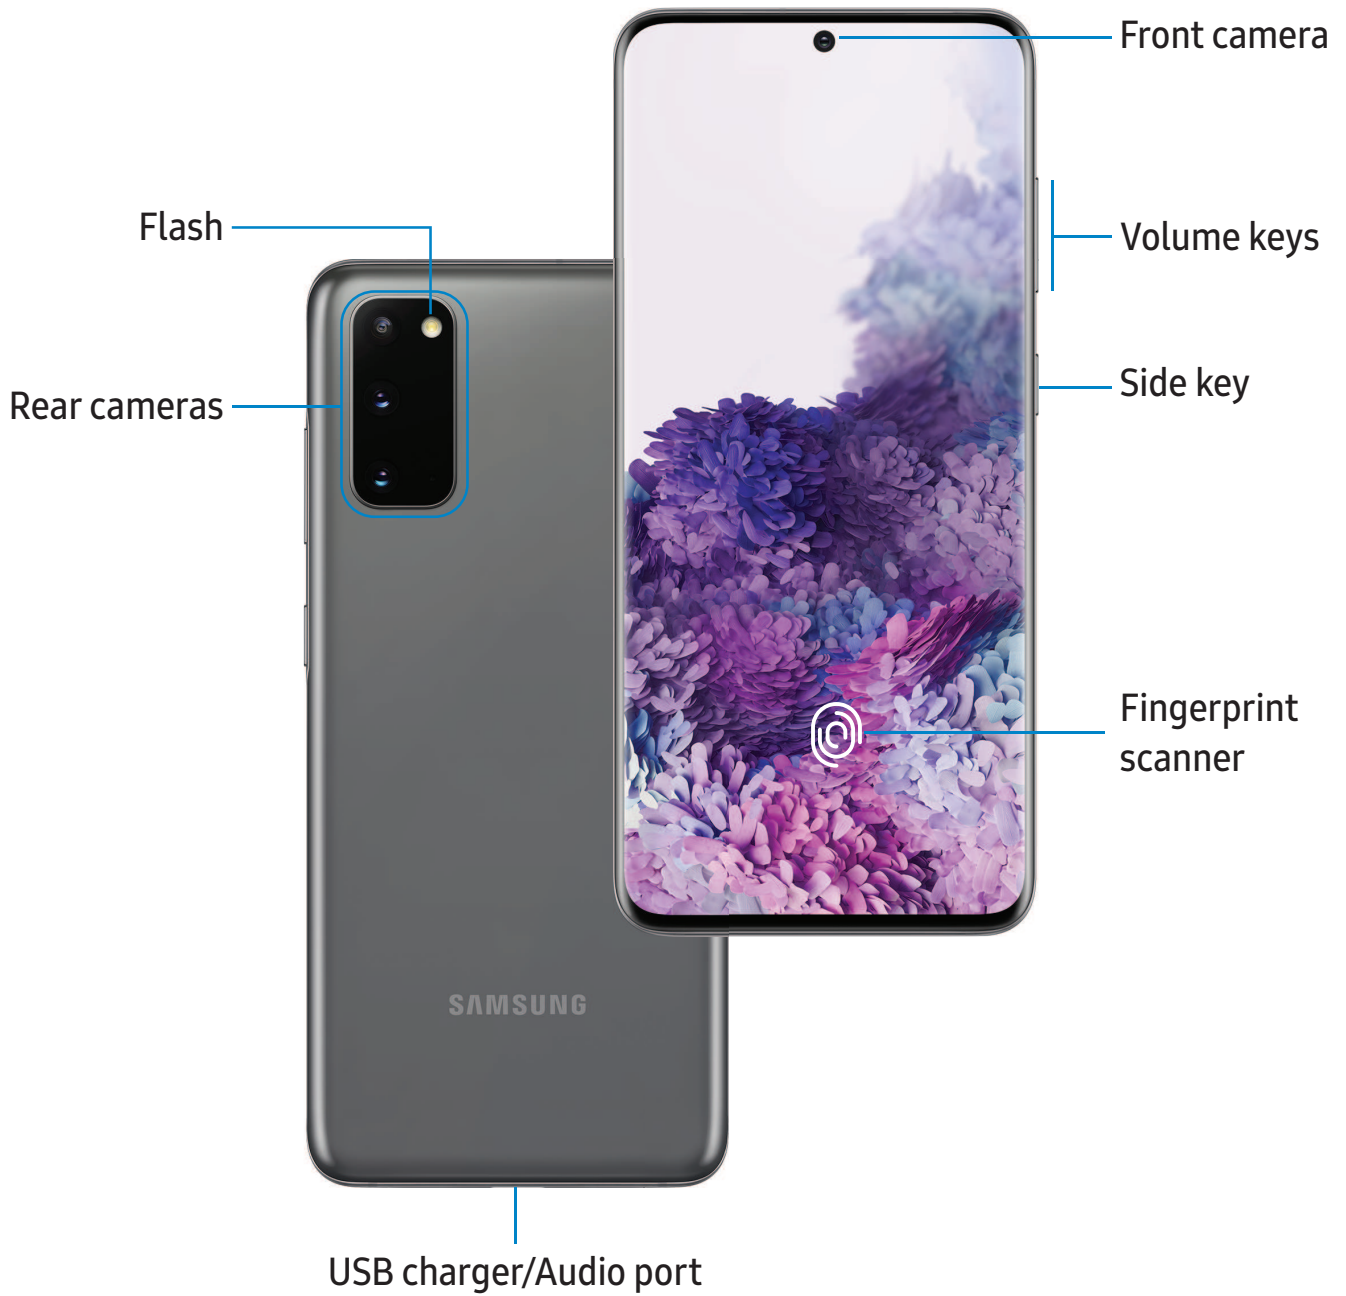 Front camera
Flash
Volume keys
Rear cameras
Side key
Fingerprint
scanner
SAMSUNG
USB charger/Audio port